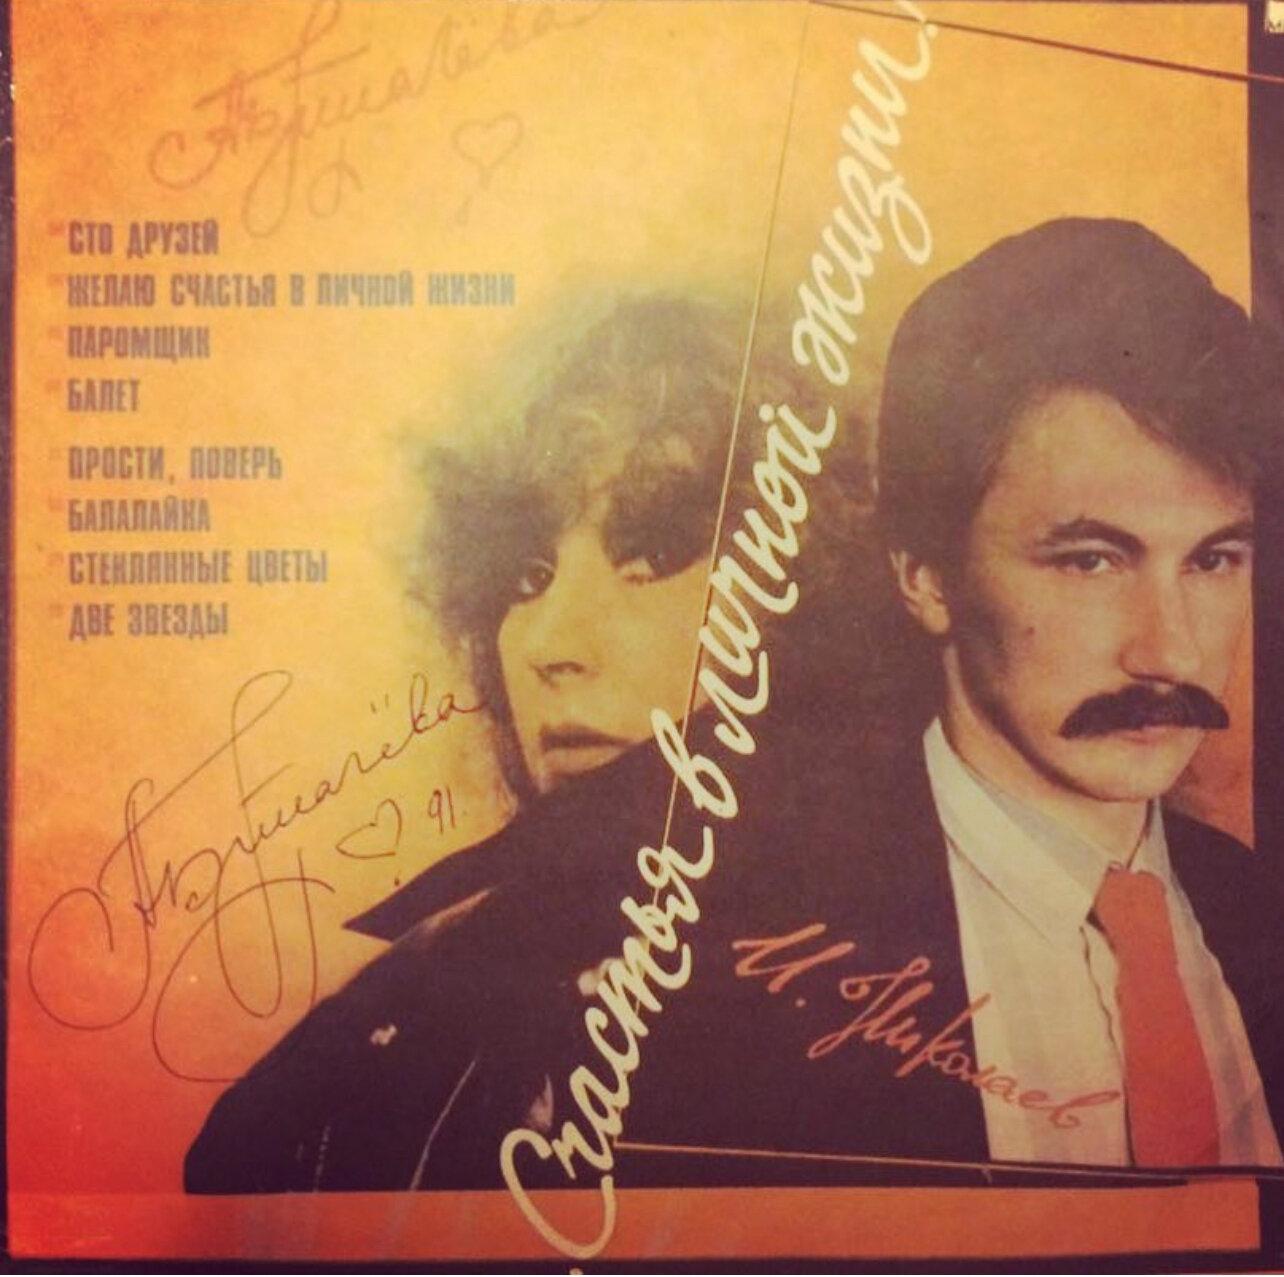 А Пугачёва
СТО ДРУЗЕЙ
ЖЕЛАЮ СЧАСТЬЯ В ЛИЧНОЙ ЖИЗНИ
ПАРОМЩИК
БАЛЕТ
ПРОСТИ, ПОВЕРЬ
БАЛАЛАЙКА
СТЕКЛЯННЫЕ ЦВЕТЫ
ДВЕ ЗВЕЗДЫ
Счастья в личной жизни!
А Пугачёва
91.
И. Николаев